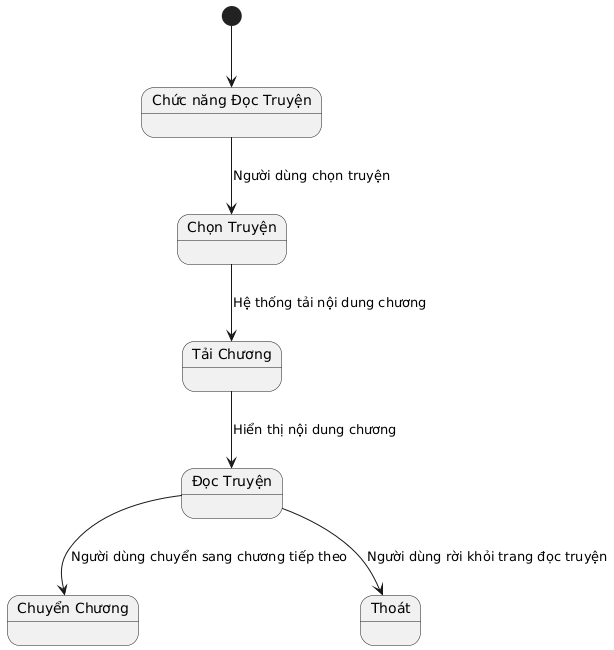 Chức năng Đọc Truyện
Người dùng chọn truyện
Chọn Truyện
Hệ thống tải nội dung chương
Tải Chương
Hiển thị nội dung chương
Đọc Truyện
Người dùng chuyển sang chương tiếp theo
Người dùng rời khỏi trang đọc truyện
Chuyển Chương
Thoát